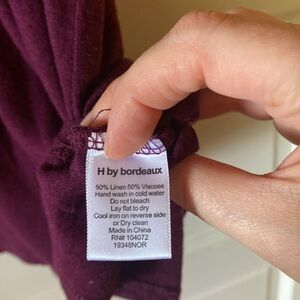 H by bordeaux
50% Linen 50% Viscose
Hand wash in cold water
Do not bleach
Lay flat to dry
Cool iron on reverse side
or Dry clean
Made in China
RN# 104072
19348NOR